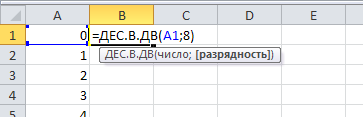 A B C D E F
1 0 =ДЕС.В.ДВ(A1;8)
2 1 ДЕС.В.ДВ(число; [разрядность])
3 2
4 3
5 4